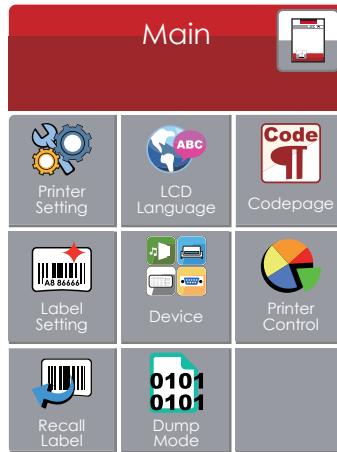 Main
Printer
Setting
ABC
LCD
Language
Code
Codepage
A8 86666
Label
Setting
Device
Printer
Control
Recall
Label
0101
0101
Dump
Mode